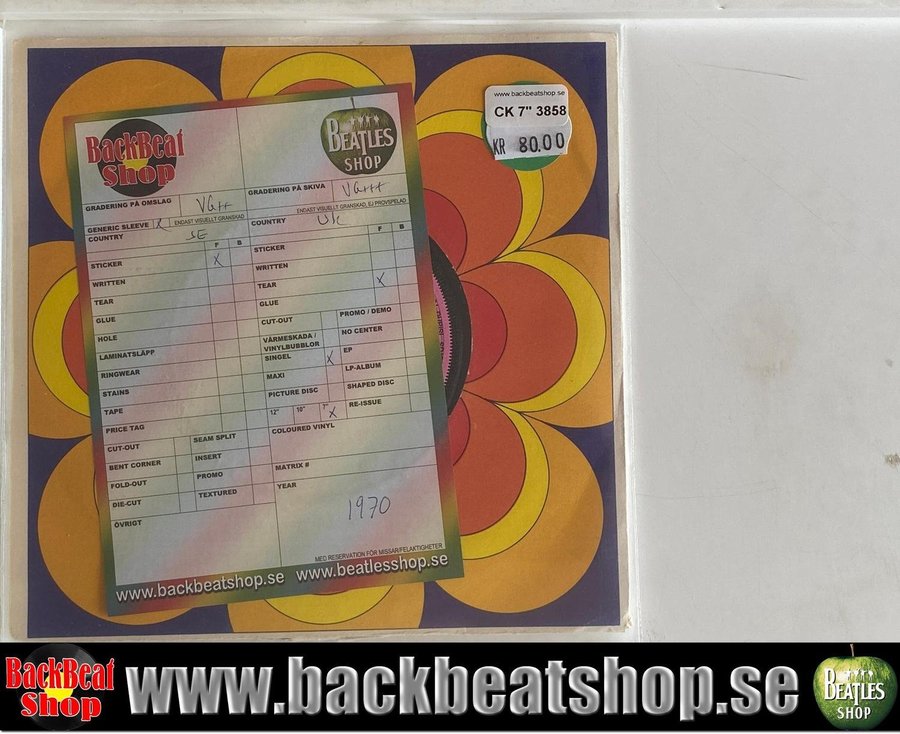 www.backbeatshop.se
CK 7" 3858
KR 80.00
BackBeat
Shop
BEATLES
SHOP
GRADERING PÅ OMSLAG VG++
GRADERING PÅ SKIVA VG+++
GENERIC SLEEVE X ENDAST VISUELLT GRANSKAD
ENDAST VISUELLT GRANSKAD, EJ PROVSPELAD
COUNTRY SE
COUNTRY UK
F B
F B
STICKER X
WRITTEN
TEAR
GLUE
HOLE
LAMINATSLÄPP
RINGWEAR
STAINS
TAPE
PRICE TAG
CUT-OUT
BENT CORNER
FOLD-OUT
DIE-CUT
SEAM SPLIT
INSERT
PROMO
TEXTURED
ÖVRIGT
STICKER
WRITTEN
TEAR X
GLUE
CUT-OUT
PROMO / DEMO
VÄRMESKADA /
VINYLBUBBLOR
NO CENTER
SINGEL X
EP
MAXI
LP-ALBUM
PICTURE DISC
SHAPED DISC
12" 10" 7" X
RE-ISSUE
COLOURED VINYL
MATRIX #
YEAR
1970
MED RESERVATION FÖR MISSAR/FELAKTIGHETER
www.backbeatshop.se www.beatlesshop.se
BackBeat
Shop
www.backbeatshop.se
BEATLES
SHOP